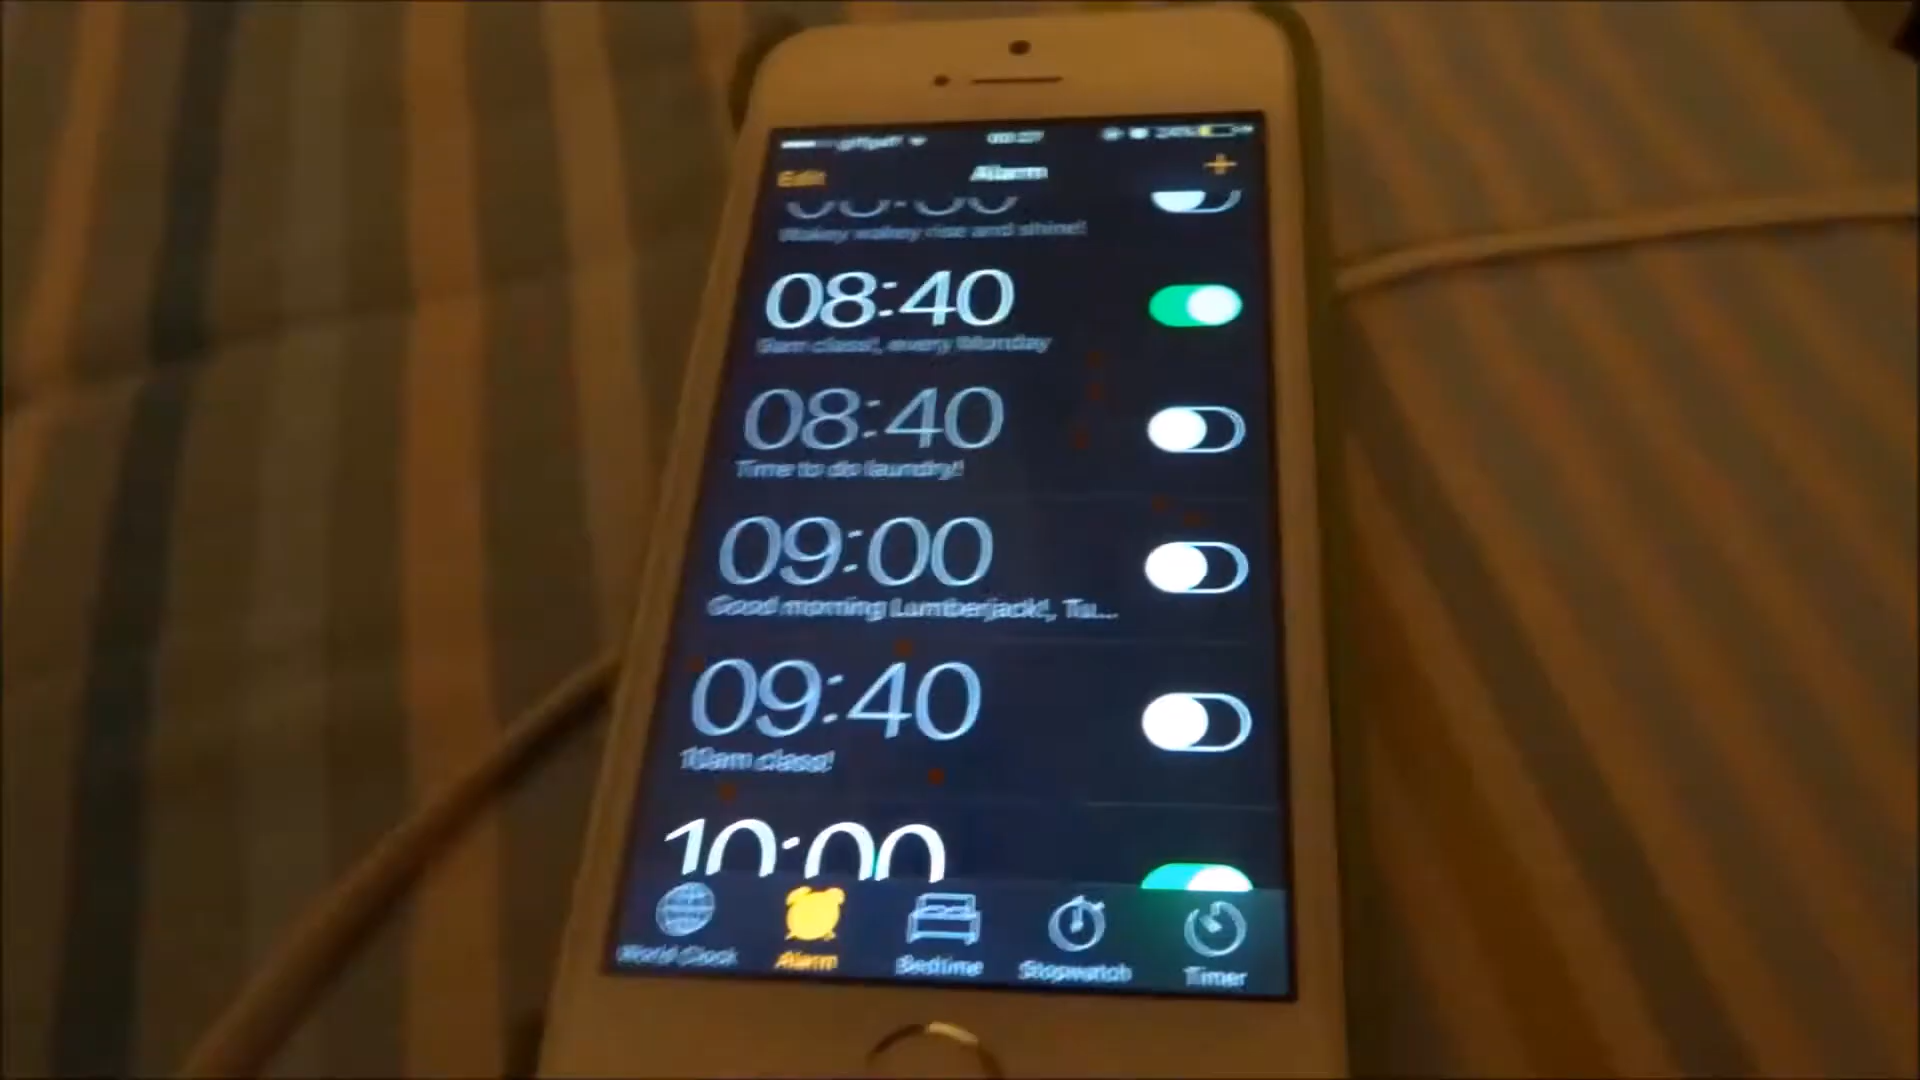 Edit Alarm +
Wakey wakey rise and shine!
08:40
9am class!, every Monday
08:40
Time to do laundry!
09:00
Good morning Lumberjack!, Tu...
09:40
10am class!
10:00
World Clock Alarm Bedtime Stopwatch Timer